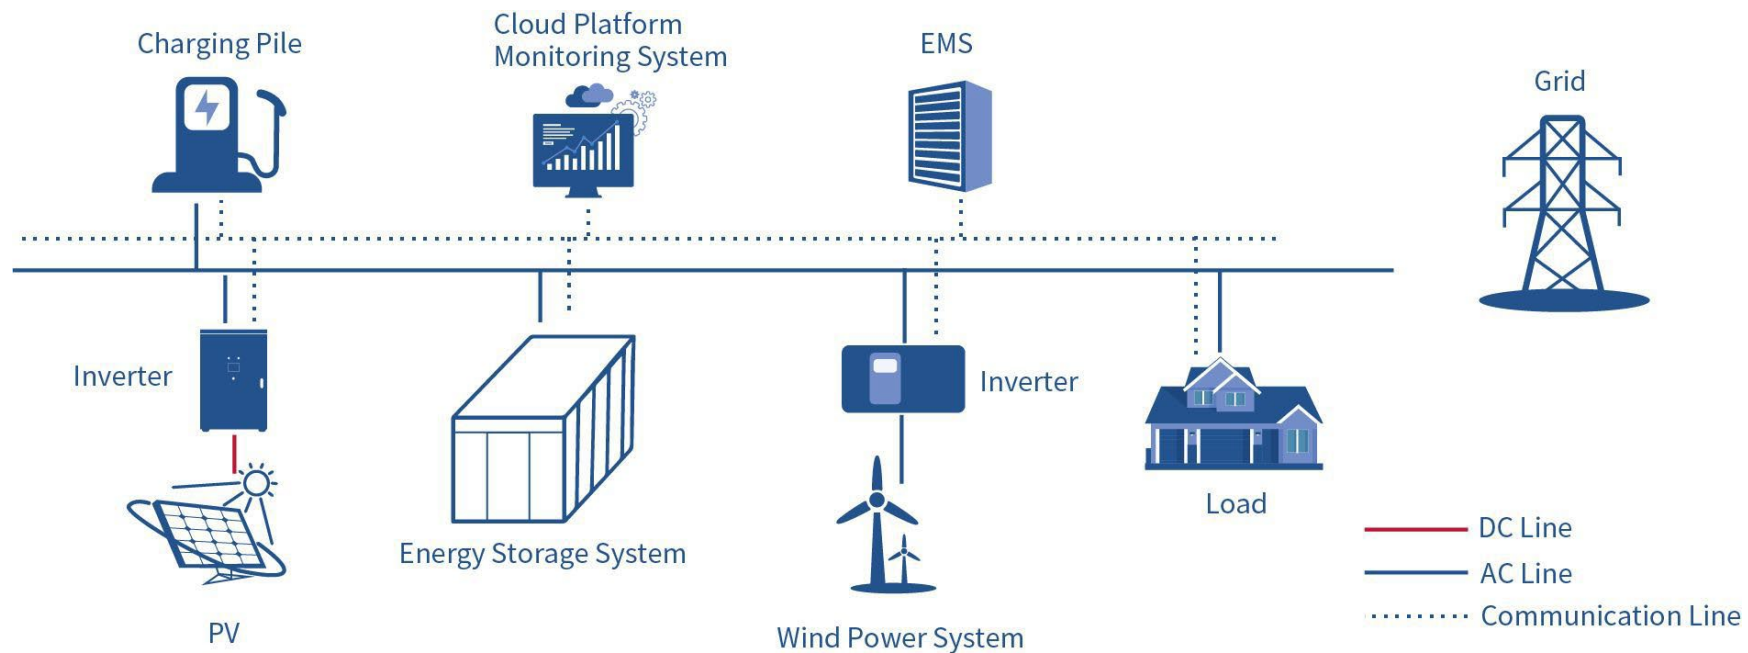 Charging Pile
Cloud Platform
Monitoring System
EMS
Grid
Inverter
Inverter
Energy Storage System
Load
PV
Wind Power System
DC Line
AC Line
Communication Line